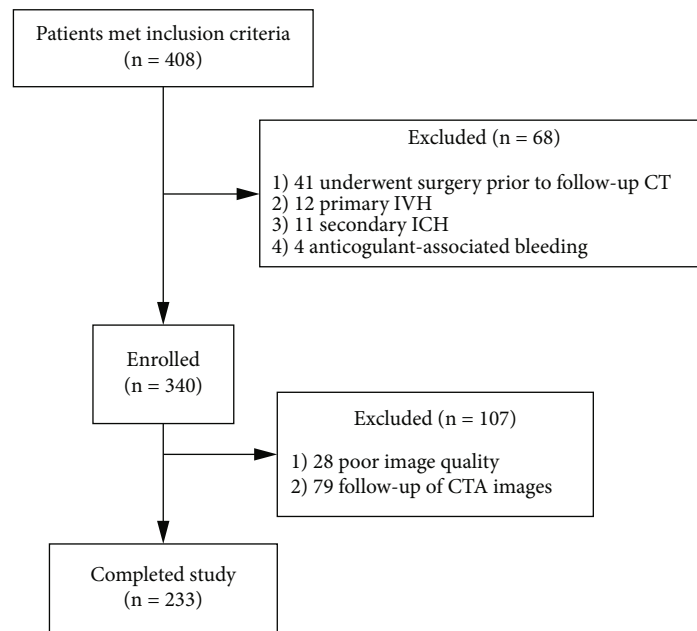 Patients met inclusion criteria
(n = 408)
Excluded (n = 68)
1) 41 underwent surgery prior to follow-up CT
2) 12 primary IVH
3) 11 secondary ICH
4) 4 anticogulant-associated bleeding
Enrolled
(n = 340)
Excluded (n = 107)
1) 28 poor image quality
2) 79 follow-up of CTA images
Completed study
(n = 233)